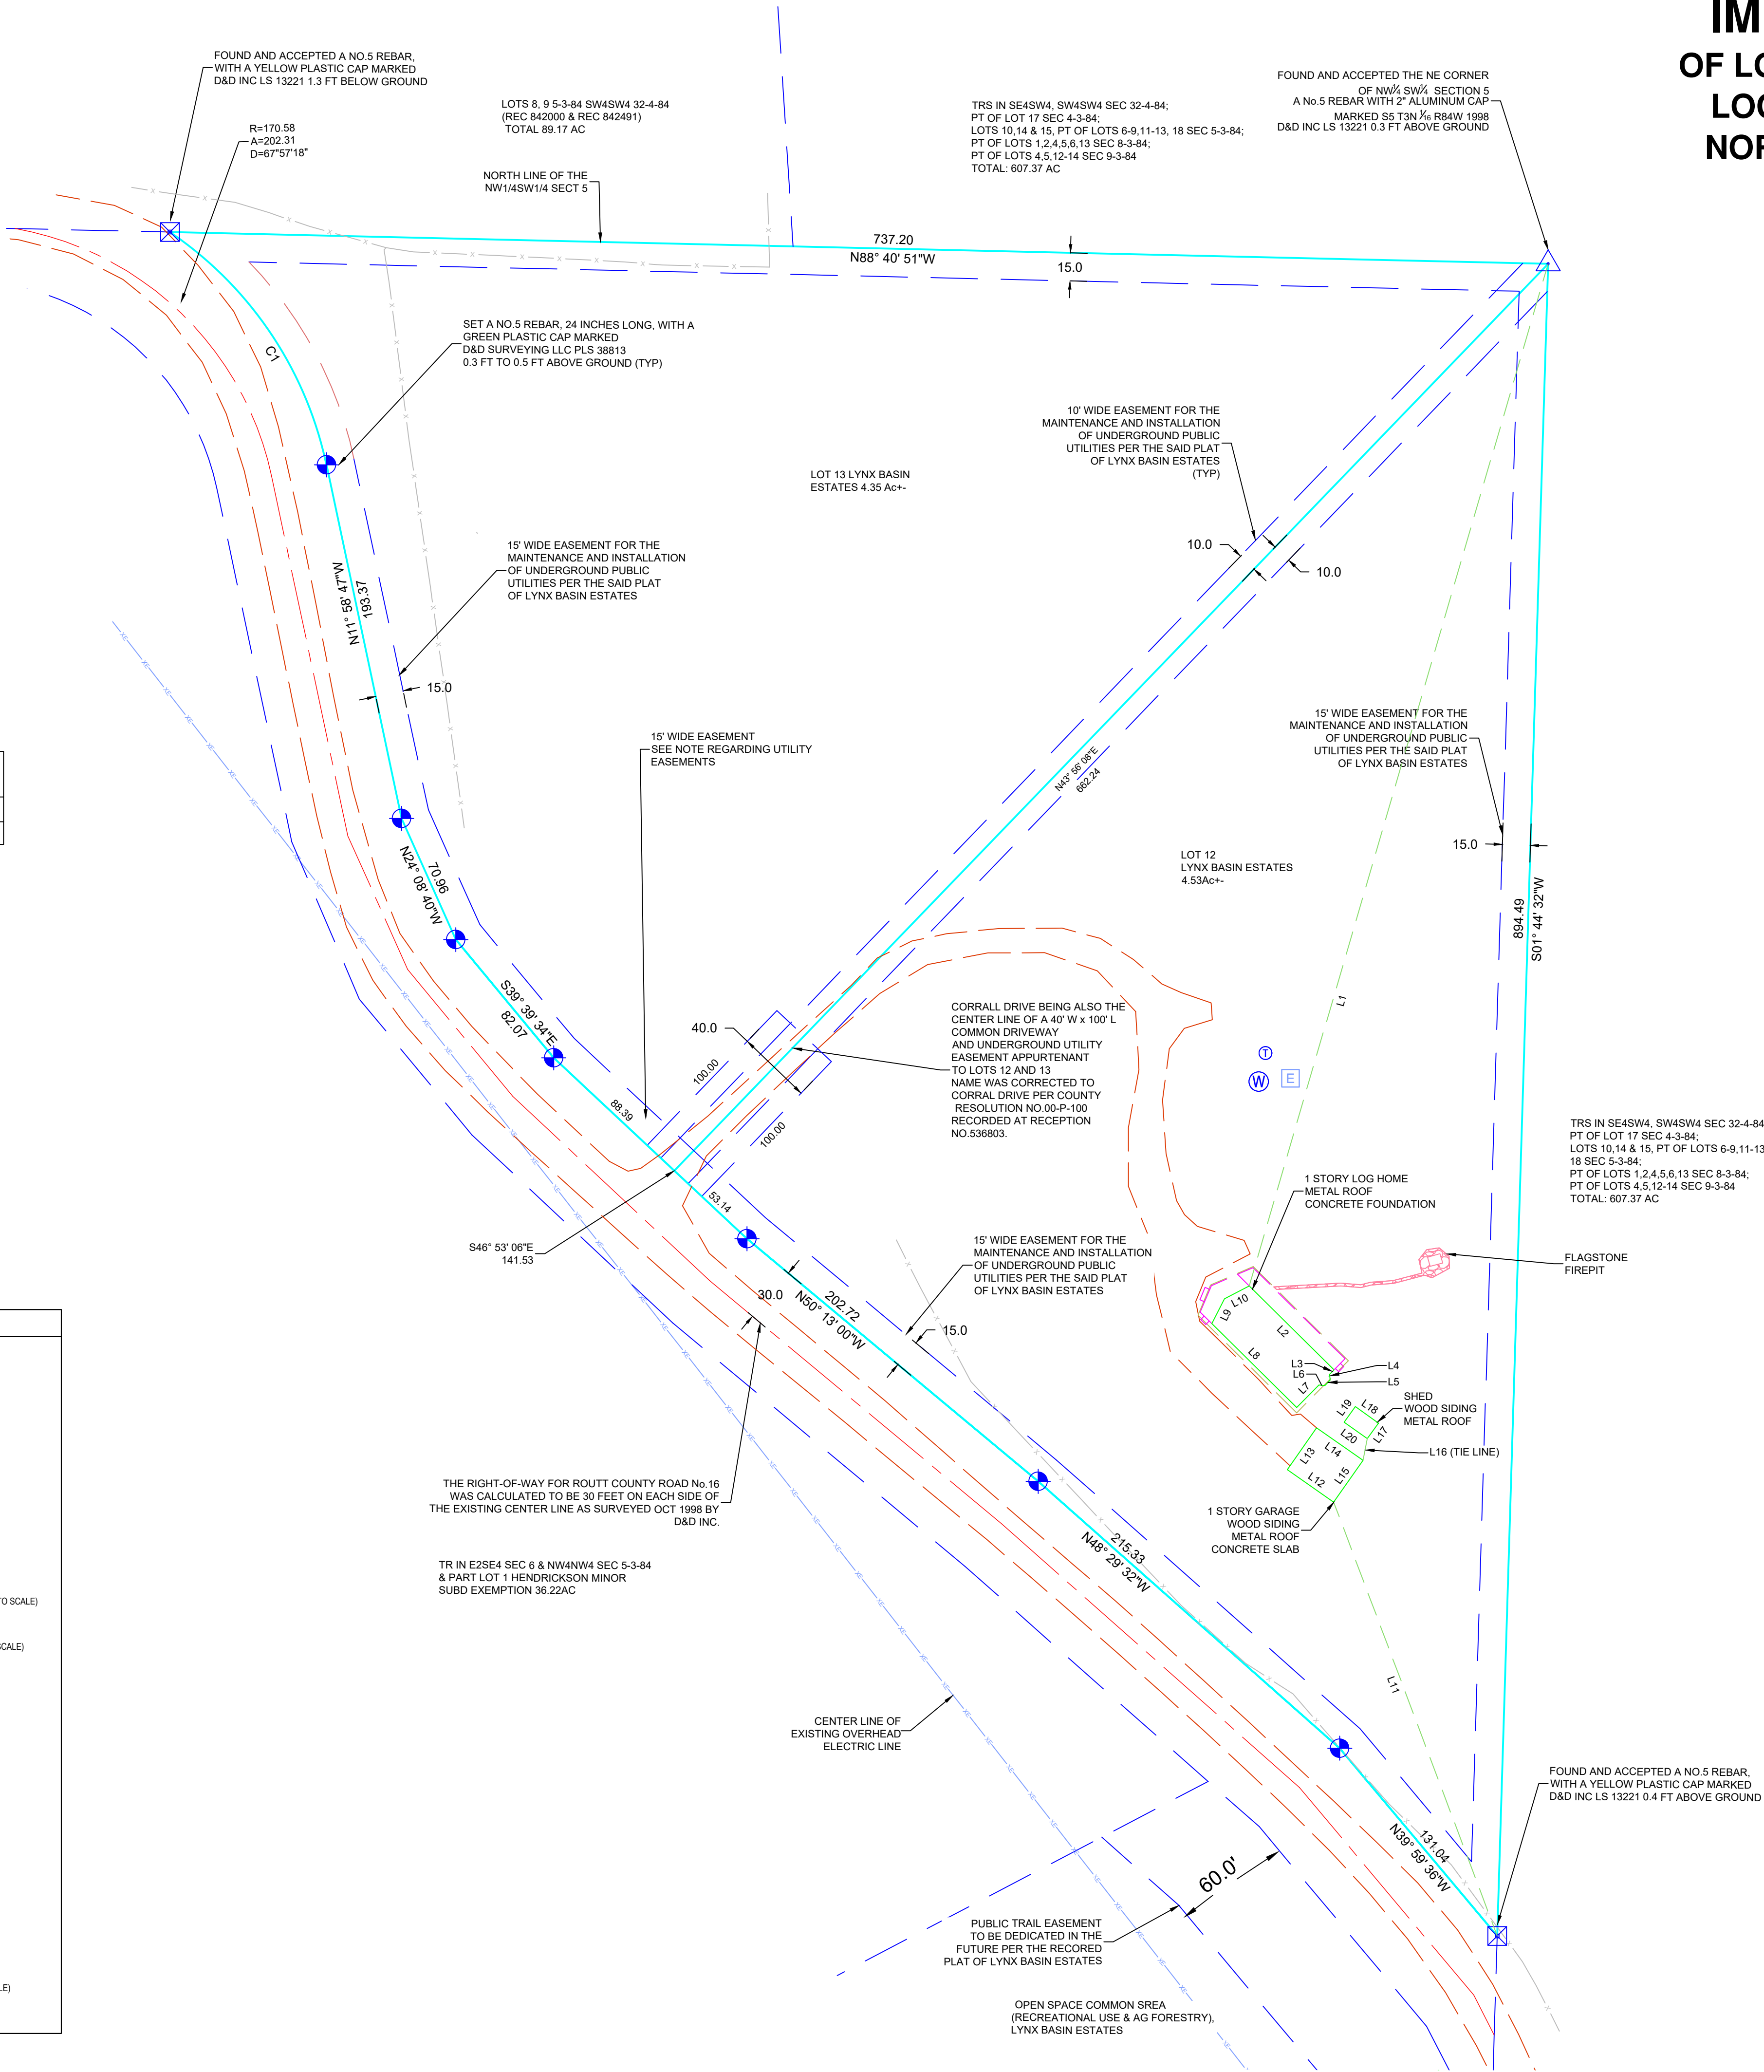 IM
OF LO
LOC
NOR
FOUND AND ACCEPTED A NO.5 REBAR,
WITH A YELLOW PLASTIC CAP MARKED
D&D INC LS 13221 1.3 FT BELOW GROUND
R=170.58
A=202.31
D=67°57'18"
LOTS 8, 9 5-3-84 SW4SW4 32-4-84
(REC 842000 & REC 842491)
TOTAL 89.17 AC
NORTH LINE OF THE
NW1/4SW1/4 SECT 5
TRS IN SE4SW4, SW4SW4 SEC 32-4-84;
PT OF LOT 17 SEC 4-3-84;
LOTS 10,14 & 15, PT OF LOTS 6-9,11-13, 18 SEC 5-3-84;
PT OF LOTS 1,2,4,5,6,13 SEC 8-3-84;
PT OF LOTS 4,5,12-14 SEC 9-3-84
TOTAL: 607.37 AC
FOUND AND ACCEPTED THE NE CORNER
OF NW¼ SW¼ SECTION 5
A No.5 REBAR WITH 2" ALUMINUM CAP
MARKED S5 T3N 1/16 R84W 1998
D&D INC LS 13221 0.3 FT ABOVE GROUND
737.20
N88° 40' 51"W
15.0
C1
SET A NO.5 REBAR, 24 INCHES LONG, WITH A
GREEN PLASTIC CAP MARKED
D&D SURVEYING LLC PLS 38813
0.3 FT TO 0.5 FT ABOVE GROUND (TYP)
10' WIDE EASEMENT FOR THE
MAINTENANCE AND INSTALLATION
OF UNDERGROUND PUBLIC
UTILITIES PER THE SAID PLAT
OF LYNX BASIN ESTATES
(TYP)
LOT 13 LYNX BASIN
ESTATES 4.35 Ac+-
10.0
10.0
15' WIDE EASEMENT FOR THE
MAINTENANCE AND INSTALLATION
OF UNDERGROUND PUBLIC
UTILITIES PER THE SAID PLAT
OF LYNX BASIN ESTATES
N11° 58' 47"W
193.37
15.0
15' WIDE EASEMENT
SEE NOTE REGARDING UTILITY
EASEMENTS
N43° 56' 08"E
662.24
15' WIDE EASEMENT FOR THE
MAINTENANCE AND INSTALLATION
OF UNDERGROUND PUBLIC
UTILITIES PER THE SAID PLAT
OF LYNX BASIN ESTATES
15.0
LOT 12
LYNX BASIN ESTATES
4.53Ac+-
894.49
S01° 44' 32"W
70.96
N24° 08' 40"W
L1
S39° 39' 34"E
82.07
40.0
CORRALL DRIVE BEING ALSO THE
CENTER LINE OF A 40' W x 100' L
COMMON DRIVEWAY
AND UNDERGROUND UTILITY
EASEMENT APPURTENANT
TO LOTS 12 AND 13
NAME WAS CORRECTED TO
CORRAL DRIVE PER COUNTY
RESOLUTION NO.00-P-100
RECORDED AT RECEPTION
NO.536803.
T
W
E
100.00
88.39
100.00
53.14
TRS IN SE4SW4, SW4SW4 SEC 32-4-84
PT OF LOT 17 SEC 4-3-84;
LOTS 10,14 & 15, PT OF LOTS 6-9,11-13
18 SEC 5-3-84;
PT OF LOTS 1,2,4,5,6,13 SEC 8-3-84;
PT OF LOTS 4,5,12-14 SEC 9-3-84
TOTAL: 607.37 AC
1 STORY LOG HOME
METAL ROOF
CONCRETE FOUNDATION
S46° 53' 06"E
141.53
15' WIDE EASEMENT FOR THE
MAINTENANCE AND INSTALLATION
OF UNDERGROUND PUBLIC
UTILITIES PER THE SAID PLAT
OF LYNX BASIN ESTATES
FLAGSTONE
FIREPIT
30.0
202.72
N50° 13' 00"W
15.0
L10
L9
L2
L8
L3
L4
L6
L5
L7
SHED
WOOD SIDING
METAL ROOF
L19
L18
L20
L17
L13
L14
L16 (TIE LINE)
L12
L15
THE RIGHT-OF-WAY FOR ROUTT COUNTY ROAD No.16
WAS CALCULATED TO BE 30 FEET ON EACH SIDE OF
THE EXISTING CENTER LINE AS SURVEYED OCT 1998 BY
D&D INC.
1 STORY GARAGE
WOOD SIDING
METAL ROOF
CONCRETE SLAB
215.33
N48° 29' 32"W
TR IN E2SE4 SEC 6 & NW4NW4 SEC 5-3-84
& PART LOT 1 HENDRICKSON MINOR
SUBD EXEMPTION 36.22AC
TO SCALE)
SCALE)
L11
CENTER LINE OF
EXISTING OVERHEAD
ELECTRIC LINE
FOUND AND ACCEPTED A NO.5 REBAR,
WITH A YELLOW PLASTIC CAP MARKED
D&D INC LS 13221 0.4 FT ABOVE GROUND
131.04
N39° 59' 36"W
60.0'
PUBLIC TRAIL EASEMENT
TO BE DEDICATED IN THE
FUTURE PER THE RECORED
PLAT OF LYNX BASIN ESTATES
LE)
OPEN SPACE COMMON SREA
(RECREATIONAL USE & AG FORESTRY),
LYNX BASIN ESTATES